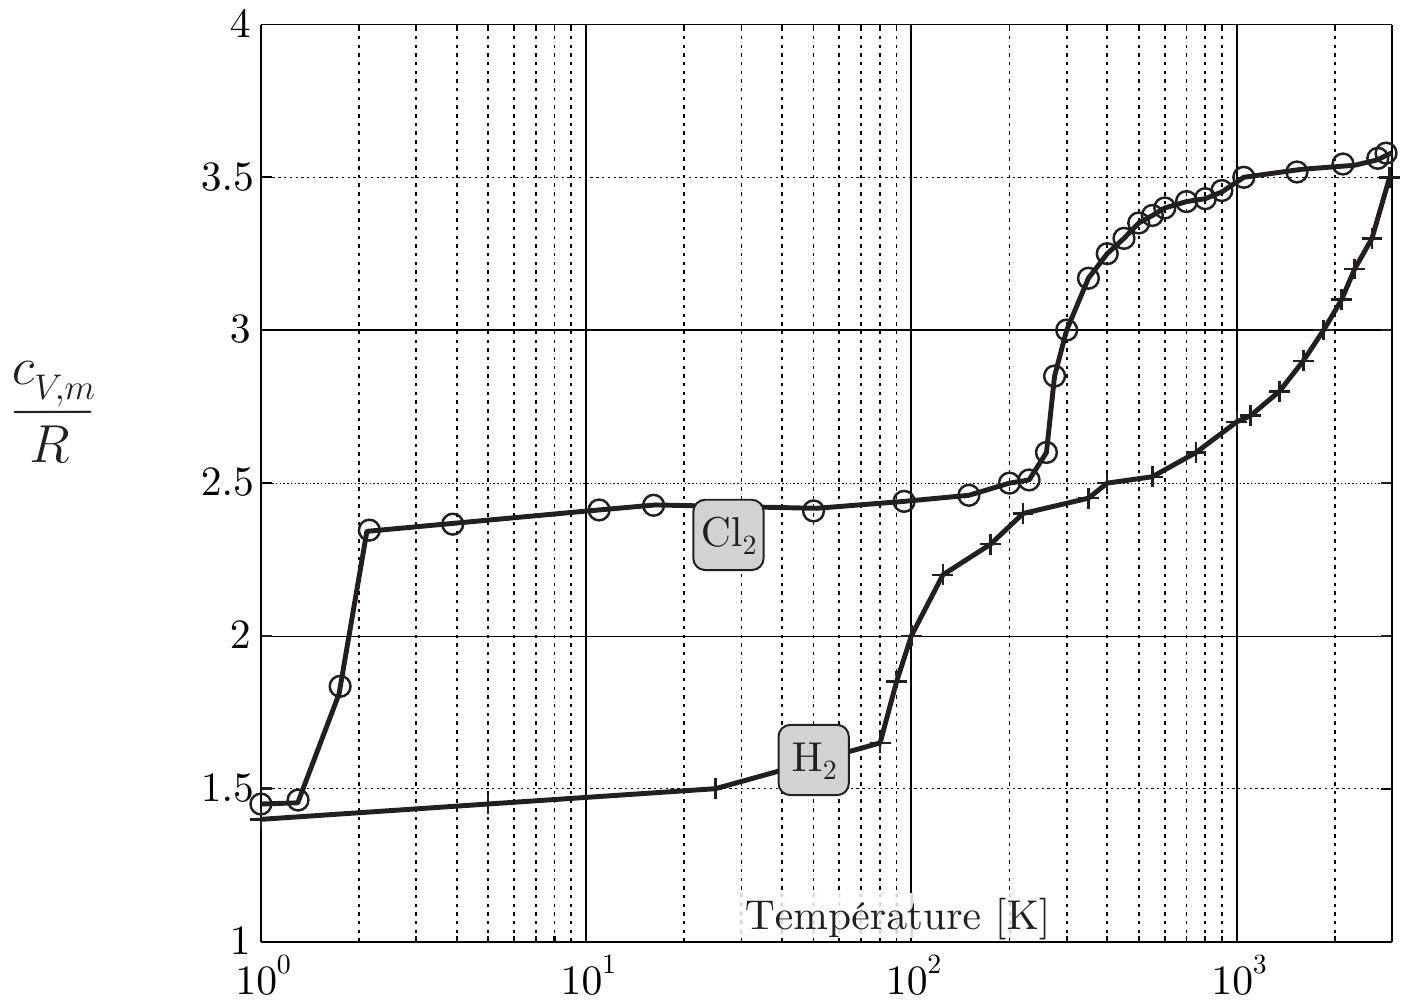 4
3.5
3
c_{V,m}
R
2.5
Cl₂
2
H₂
1.5
Température [K]
1
10⁰ 10¹ 10² 10³